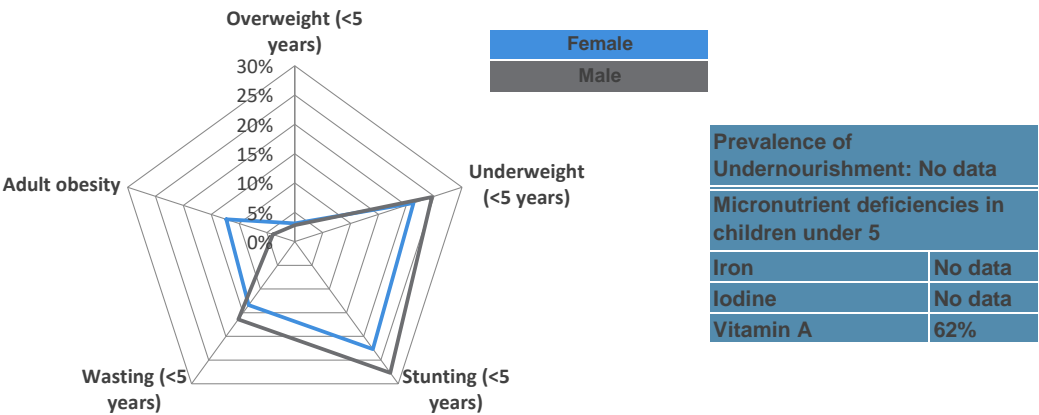 Overweight (<5
years)
30%
25%
20%
15%
10%
5%
0%
Underweight
(<5 years)
Stunting (<5
years)
Wasting (<5
years)
Adult obesity
Female
Male
Prevalence of
Undernourishment: No data
Micronutrient deficiencies in
children under 5
Iron No data
Iodine No data
Vitamin A 62%